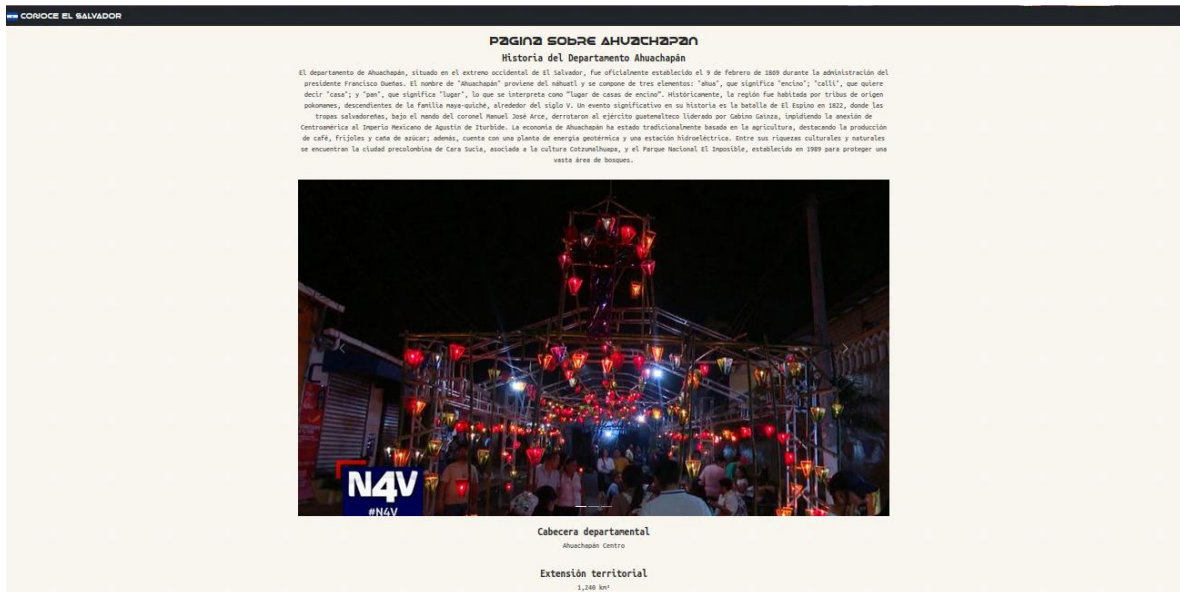 CONOCE EL SALVADOR
Pagina sobre Ahuachapan
Historia del Departamento Ahuachapán
El departamento de Ahuachapán, situado en el extremo occidental de El Salvador, fue oficialmente establecido el 9 de febrero de 1869 durante la administración del
presidente Francisco Dueñas. El nombre de "Ahuachapán" proviene del náhuatl y se compone de tres elementos: "ahua", que significa "encino"; "calli", que quiere
decir "casa"; y "pan", que significa "lugar", lo que se interpreta como "lugar de casas de encino". Históricamente, la región fue habitada por tribus de origen
pokomames, descendientes de la familia maya-quiché, alrededor del siglo V. Un evento significativo en su historia es la batalla de El Espino en 1822, donde las
tropas salvadoreñas, bajo el mando del coronel Manuel José Arce, derrotaron al ejército guatemalteco liderado por Gabino Gainza, impidiendo la anexión de
Centroamérica al Imperio Mexicano de Agustín de Iturbide. La economía de Ahuachapán ha estado tradicionalmente basada en la agricultura, destacando la producción
de café, frijoles y caña de azúcar; además, cuenta con una planta de energía geotérmica y una estación hidroeléctrica. Entre sus riquezas culturales y naturales
se encuentran la ciudad precolombina de Cara Sucia, asociada a la cultura Cotzumalhuapa, y el Parque Nacional El Imposible, establecido en 1989 para proteger una
vasta área de bosques.
N4V
#N4V
Cabecera departamental
Ahuachapán Centro
Extensión territorial
1,240 km²